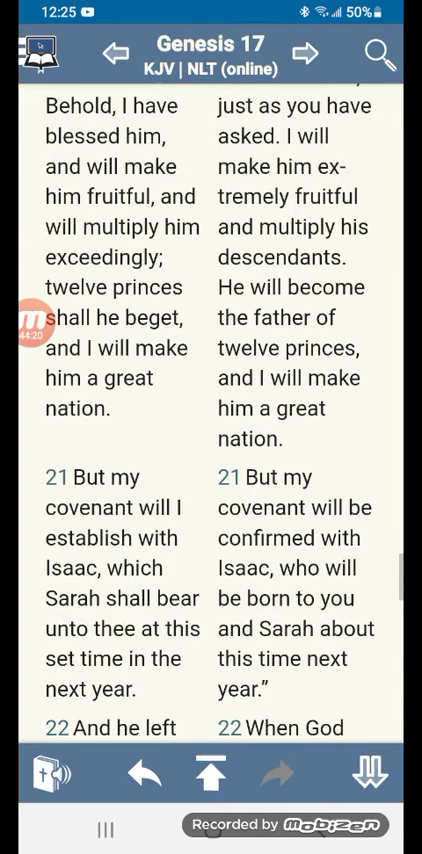 12:25
50%
Genesis 17
KJV | NLT (online)
Behold, I have
blessed him,
and will make
him fruitful, and
will multiply him
exceedingly;
twelve princes
shall he beget,
and I will make
him a great
nation.
21 But my
covenant will I
establish with
Isaac, which
Sarah shall bear
unto thee at this
set time in the
next year.
22 And he left
just as you have
asked. I will
make him ex-
tremely fruitful
and multiply his
descendants.
He will become
the father of
twelve princes,
and I will make
him a great
nation.
21 But my
covenant will be
confirmed with
Isaac, who will
be born to you
and Sarah about
this time next
year.”
22 When God
44:20
Recorded by mobizen